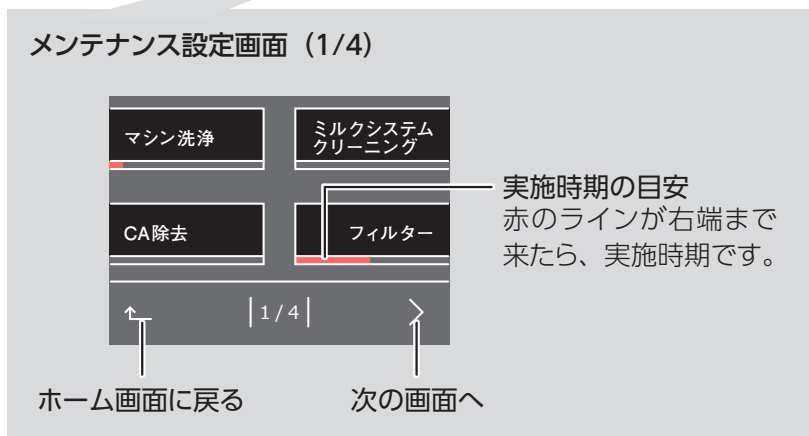 メンテナンス設定画面（1/4）
マシン洗浄
ミルクシステム
クリーニング
CA除去
フィルター
実施時期の目安
赤のラインが右端まで
来たら、実施時期です。
1/4
ホーム画面に戻る
次の画面へ